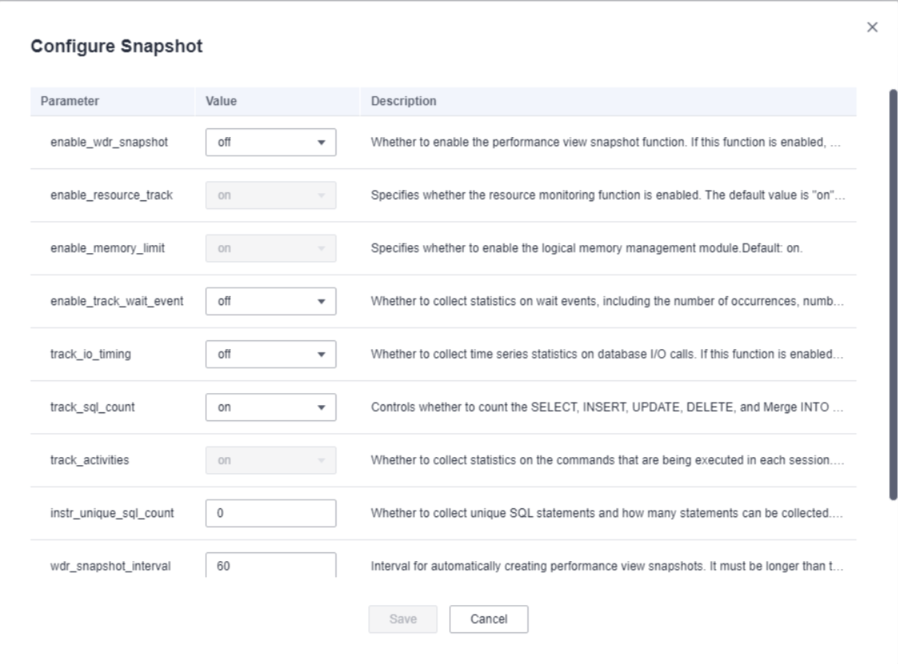 Configure Snapshot
Parameter Value Description
enable_wdr_snapshot off Whether to enable the performance view snapshot function. If this function is enabled, ...
enable_resource_track on Specifies whether the resource monitoring function is enabled. The default value is "on"...
enable_memory_limit on Specifies whether to enable the logical memory management module.Default: on.
enable_track_wait_event off Whether to collect statistics on wait events, including the number of occurrences, numb...
track_io_timing off Whether to collect time series statistics on database I/O calls. If this function is enabled...
track_sql_count on Controls whether to count the SELECT, INSERT, UPDATE, DELETE, and Merge INTO ...
track_activities on Whether to collect statistics on the commands that are being executed in each session....
instr_unique_sql_count 0 Whether to collect unique SQL statements and how many statements can be collected....
wdr_snapshot_interval 60 Interval for automatically creating performance view snapshots. It must be longer than t...
Save Cancel